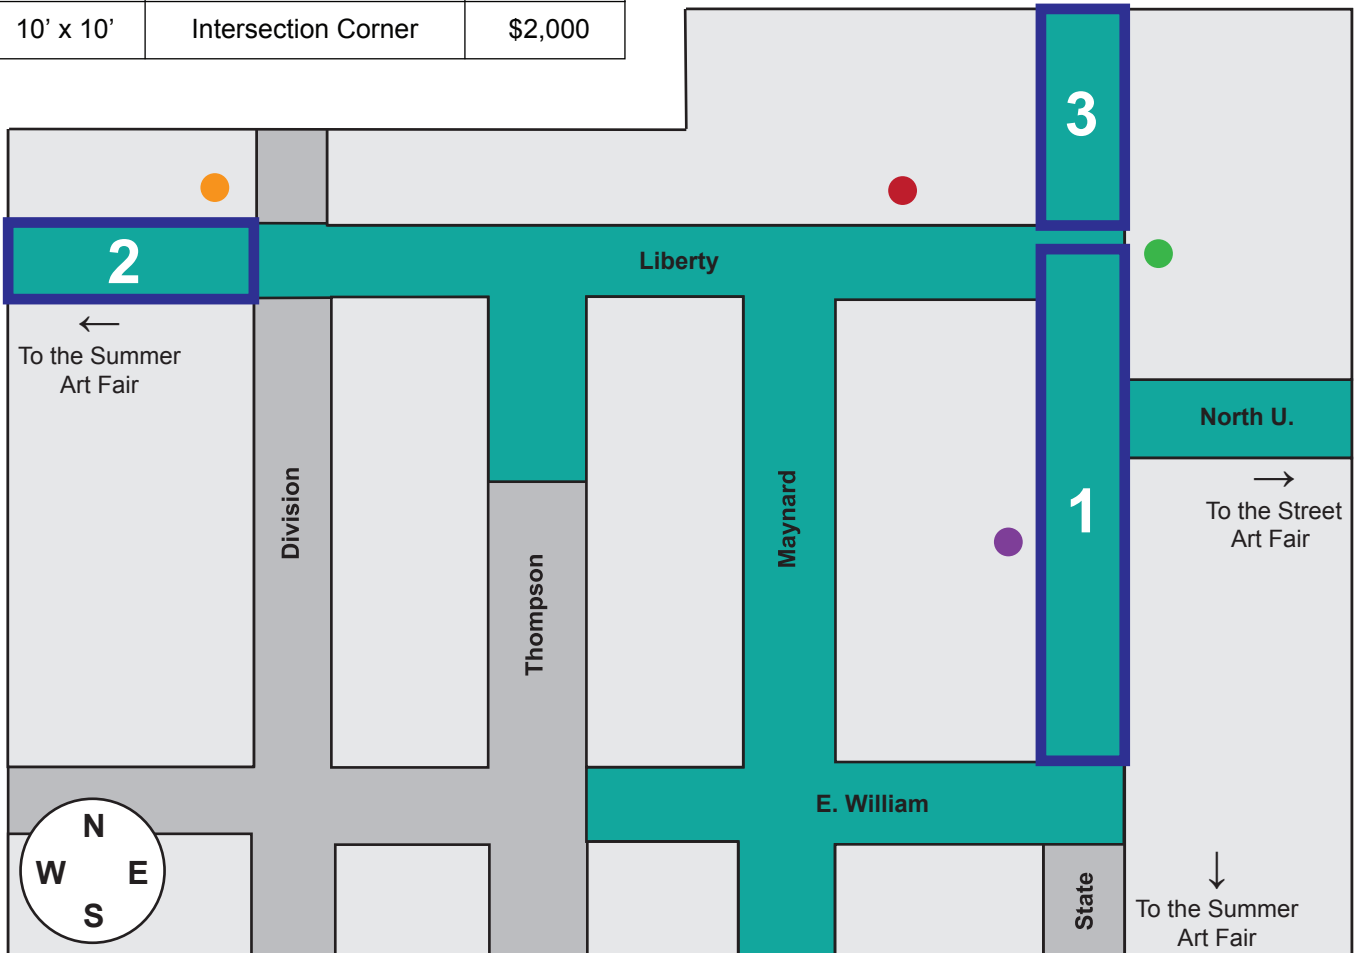 10’ x 10’ Intersection Corner $2,000
3
2
Liberty
←
To the Summer
Art Fair
North U.
→
To the Street
Art Fair
Division
Thompson
Maynard
1
E. William
N
W E
S
State
↓
To the Summer
Art Fair